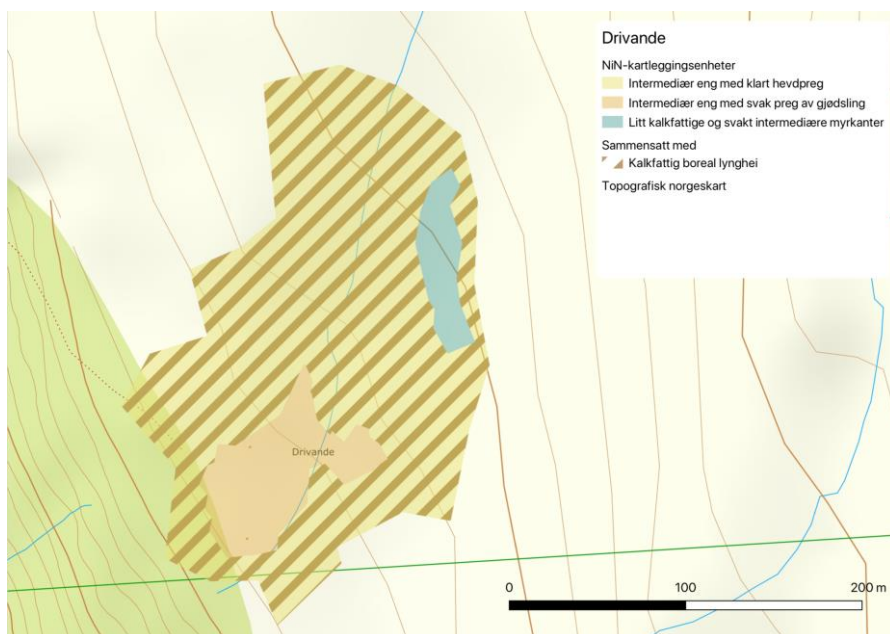 Drivande
NiN-kartleggingsenheter
Intermediær eng med klart hevdpreg
Intermediær eng med svak preg av gjødsling
Litt kalkfattige og svakt intermediære myrkanter
Sammensatt med
Kalkfattig boreal lynghei
Topografisk norgeskart
Drivande
0 100 200 m